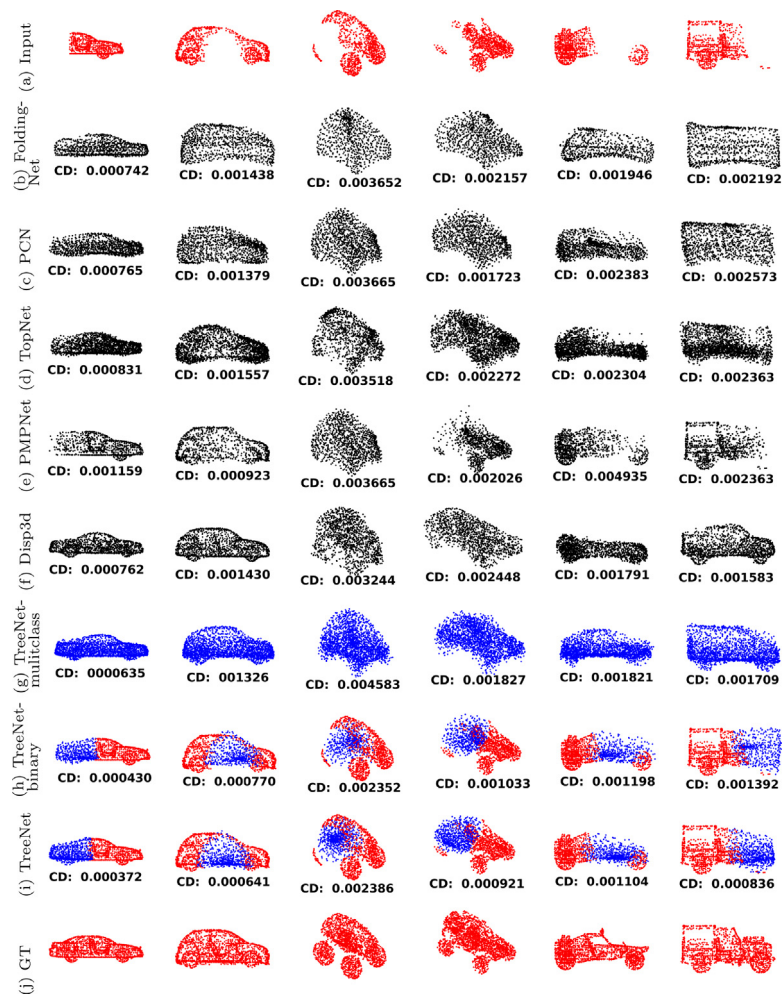 (a) Input
(b) Folding-
Net
CD: 0.000742 CD: 0.001438 CD: 0.003652 CD: 0.002157 CD: 0.001946 CD: 0.002192
(c) PCN
CD: 0.000765 CD: 0.001379 CD: 0.003665 CD: 0.001723 CD: 0.002383 CD: 0.002573
(d) TopNet
CD: 0.000831 CD: 0.001557 CD: 0.003518 CD: 0.002272 CD: 0.002304 CD: 0.002363
(e) PMPNet
CD: 0.001159 CD: 0.000923 CD: 0.003665 CD: 0.002026 CD: 0.004935 CD: 0.002363
(f) Disp3d
CD: 0.000762 CD: 0.001430 CD: 0.003244 CD: 0.002448 CD: 0.001791 CD: 0.001583
(g) TreeNet-
mulitclass
CD: 0000635 CD: 001326 CD: 0.004583 CD: 0.001827 CD: 0.001821 CD: 0.001709
(h) TreeNet-
binary
CD: 0.000430 CD: 0.000770 CD: 0.002352 CD: 0.001033 CD: 0.001198 CD: 0.001392
(i) TreeNet
CD: 0.000372 CD: 0.000641 CD: 0.002386 CD: 0.000921 CD: 0.001104 CD: 0.000836
(j) GT